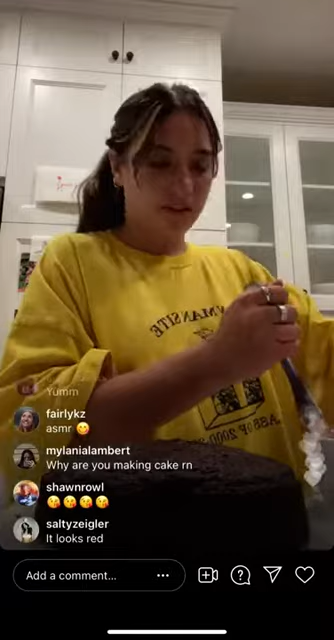 Yumm
fairlykz
asmr 😋
mylanialambert
Why are you making cake rn
shawnrowl
😋😋😋😋
saltyzeigler
It looks red
Add a comment...